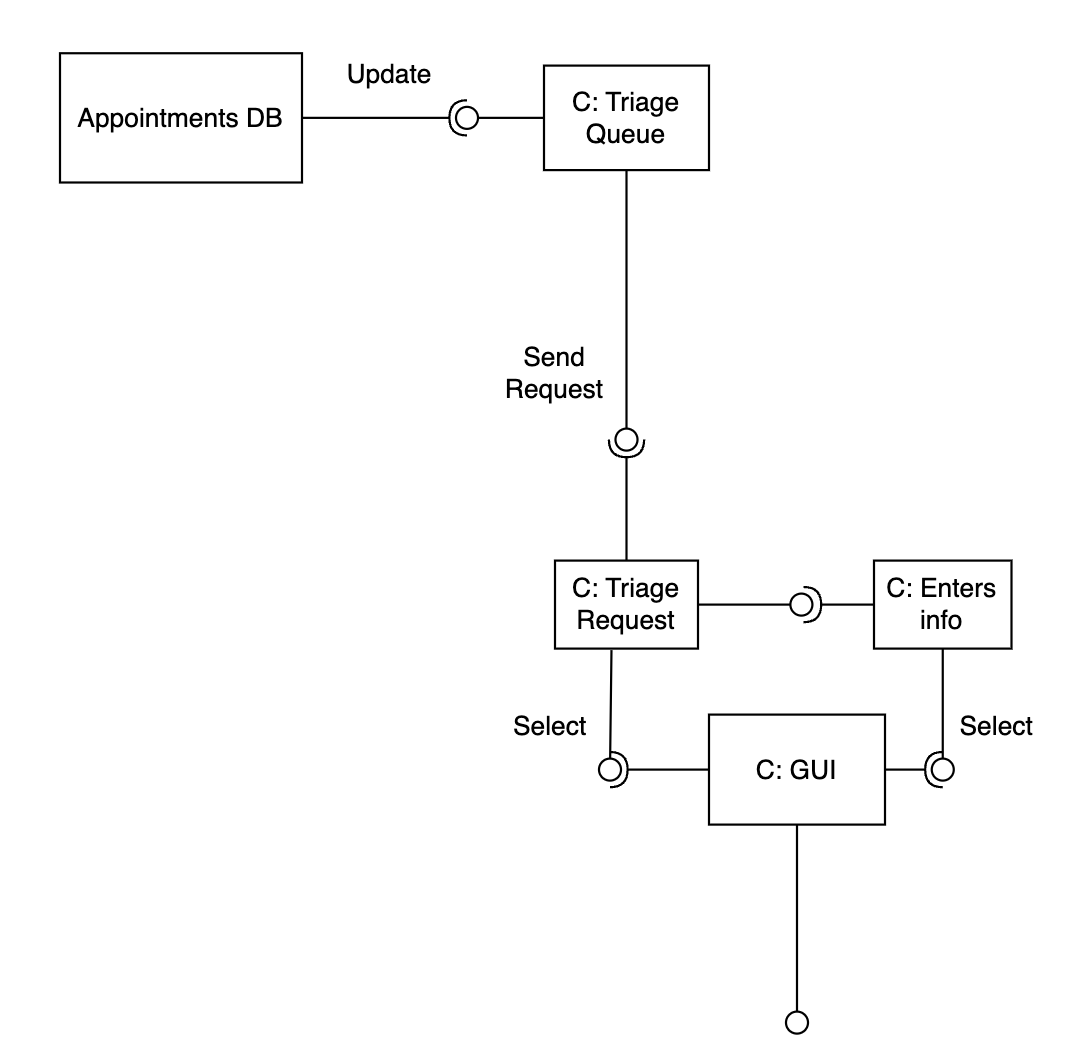 Update
Appointments DB
C: Triage
Queue
Send
Request
C: Triage
Request
C: Enters
info
Select
C: GUI
Select